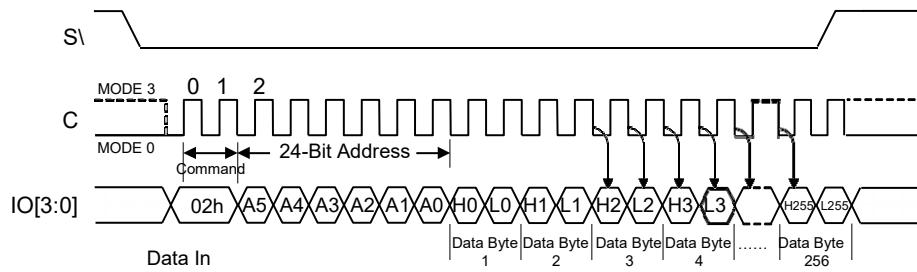 S\
MODE 3 0 1 2
C
MODE 0
24-Bit Address
Command
IO[3:0] 02h A5 A4 A3 A2 A1 A0 H0 L0 H1 L1 H2 L2 H3 L3 H255 L255
Data In Data Byte 1 Data Byte 2 Data Byte 3 Data Byte 4 ...... Data Byte 256